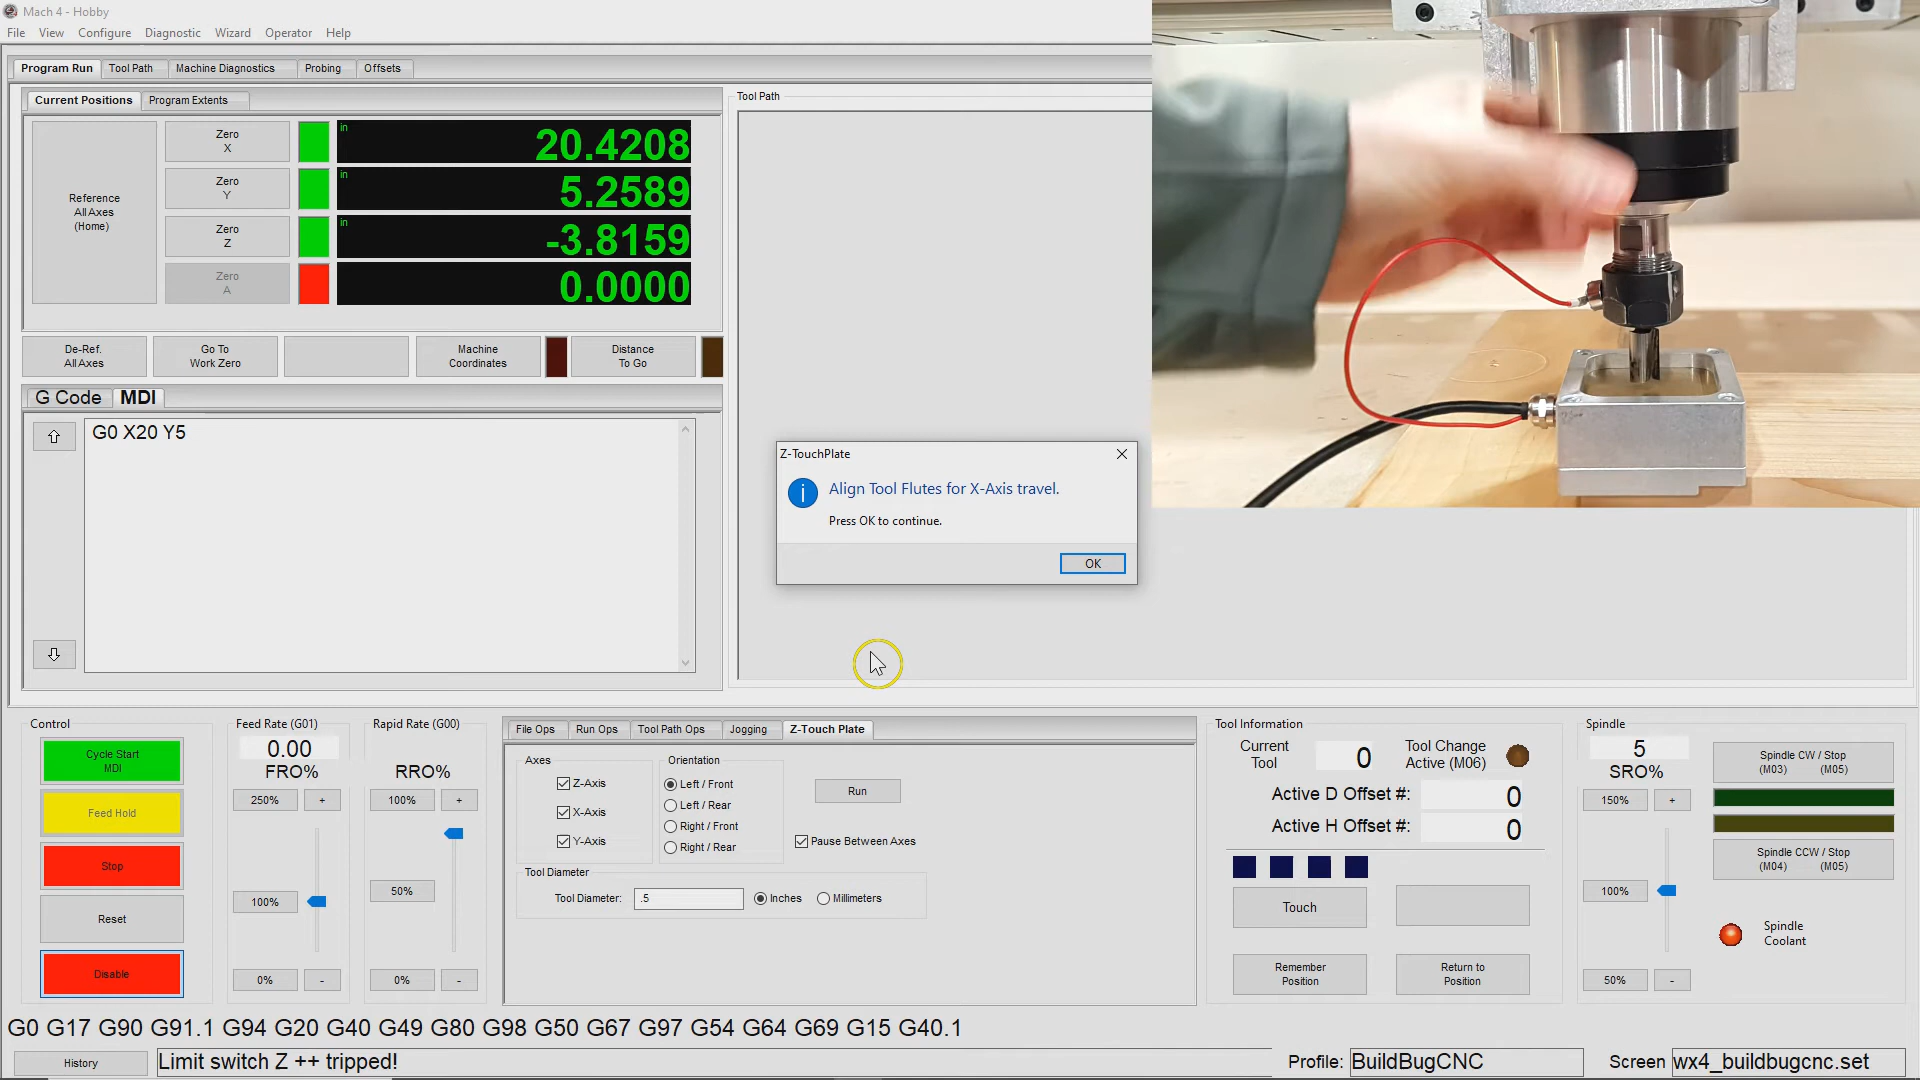 Mach 4 - Hobby
File View Configure Diagnostic Wizard Operator Help
Program Run Tool Path Machine Diagnostics Probing Offsets
Current Positions Program Extents
Reference
All Axes
(Home)
Zero
X
in
20.4208
Zero
Y
in
5.2589
Zero
Z
in
-3.8159
Zero
A
0.0000
De-Ref.
All Axes
Go To
Work Zero
Machine
Coordinates
Distance
To Go
G Code MDI
G0 X20 Y5
Tool Path
Z-TouchPlate
Align Tool Flutes for X-Axis travel.
Press OK to continue.
OK
Control
Cycle Start
MDI
Feed Hold
Stop
Reset
Disable
Feed Rate (G01)
0.00
FRO%
250% +
100%
0% -
Rapid Rate (G00)
RRO%
100% +
50%
0% -
File Ops Run Ops Tool Path Ops Jogging Z-Touch Plate
Axes
Z-Axis
X-Axis
Y-Axis
Orientation
Left / Front
Left / Rear
Right / Front
Right / Rear
Run
Pause Between Axes
Tool Diameter
Tool Diameter: .5 Inches Millimeters
Tool Information
Current
Tool
0
Tool Change
Active (M06)
Active D Offset #: 0
Active H Offset #: 0
Touch
Remember
Position
Return to
Position
Spindle
5
SRO%
150% +
100%
50% -
Spindle CW / Stop
(M03) (M05)
Spindle CCW / Stop
(M04) (M05)
Spindle
Coolant
G0 G17 G90 G91.1 G94 G20 G40 G49 G80 G98 G50 G67 G97 G54 G64 G69 G15 G40.1
History Limit switch Z ++ tripped! Profile: BuildBugCNC Screen wx4_buildbugcnc.set